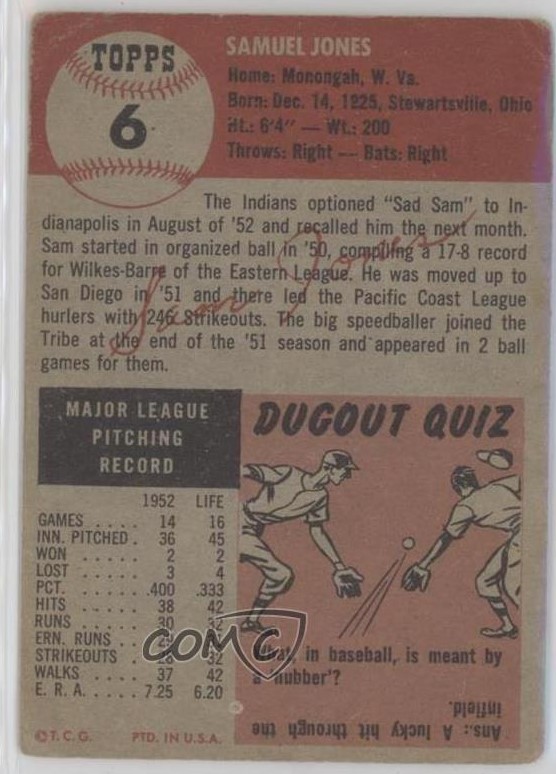 TOPPS
6
SAMUEL JONES
Home: Monongah, W. Va.
Born: Dec. 14, 1925, Stewartsville, Ohio
Ht.: 6'4" — Wt.: 200
Throws: Right — Bats: Right
The Indians optioned "Sad Sam" to In-
dianapolis in August of '52 and recalled him the next month.
Sam started in organized ball in '50, compiling a 17-8 record
for Wilkes-Barre of the Eastern League. He was moved up to
San Diego in '51 and there led the Pacific Coast League
hurlers with 246 Strikeouts. The big speedballer joined the
Tribe at the end of the '51 season and appeared in 2 ball
games for them.
Sam Jones
MAJOR LEAGUE
PITCHING
RECORD
1952 LIFE
GAMES . . . . . 14 16
INN. PITCHED . 36 45
WON . . . . . 2 2
LOST . . . . . 3 4
PCT. . . . . . .400 .333
HITS . . . . . 38 42
RUNS . . . . . 30 32
ERN. RUNS . . 29
STRIKEOUTS . . 28 32
WALKS . . . . 37 42
E. R. A. . . . . 7.25 6.20
© T. C. G. PTD. IN U.S.A.
DUGOUT QUIZ
What, in baseball, is meant by
a 'nubber'?
Ans.: A lucky hit through the
infield.
COMC